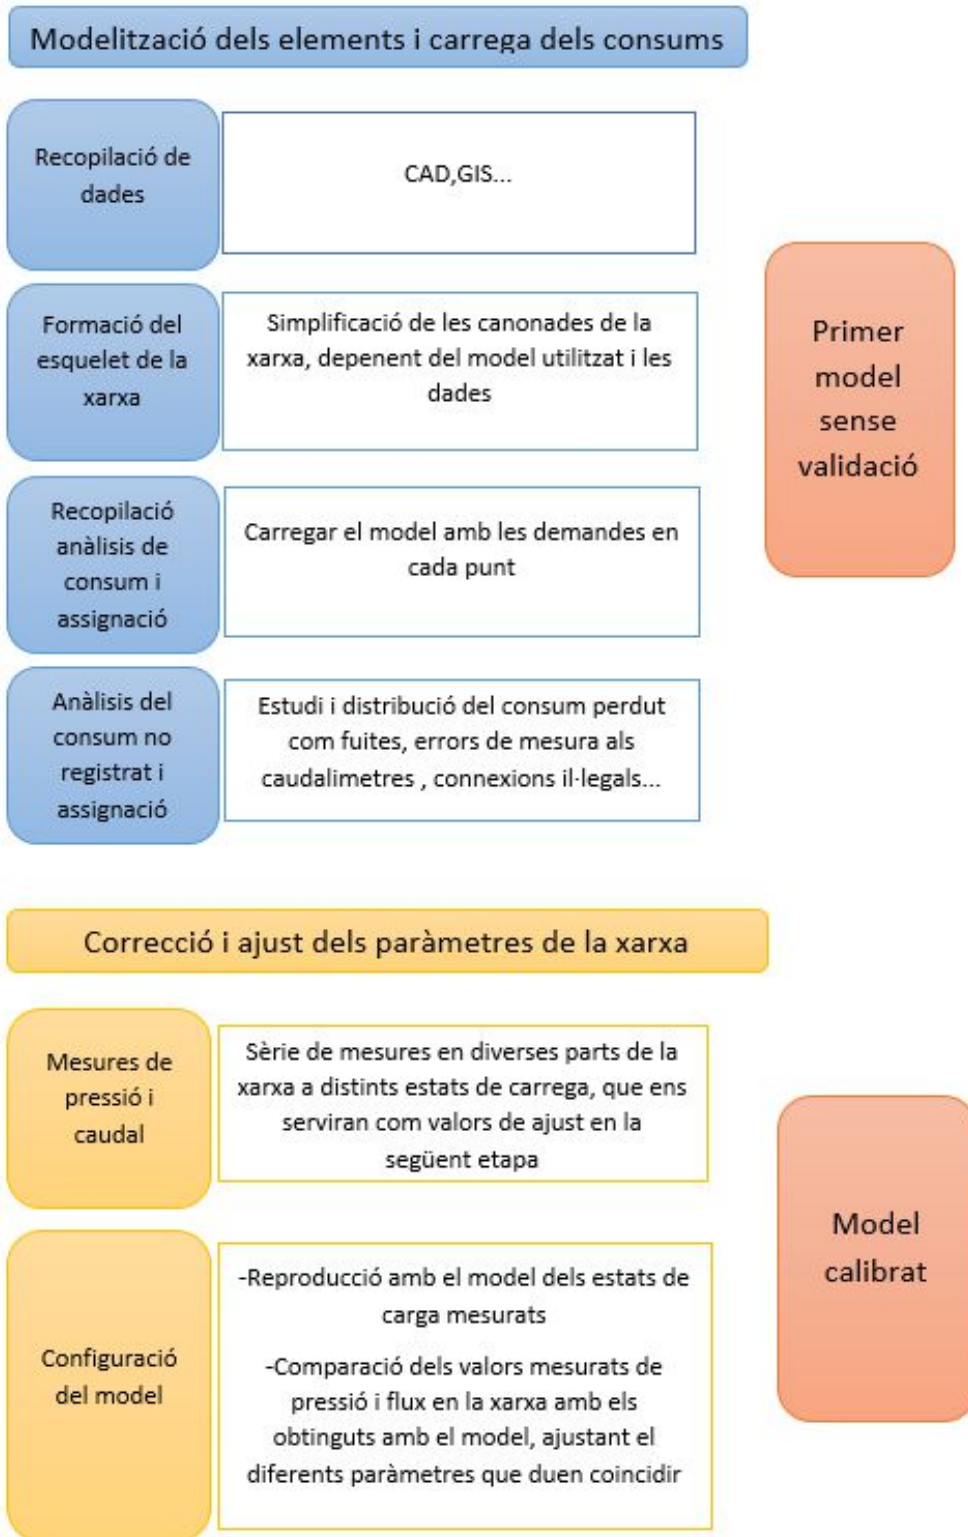 Modelització dels elements i carrega dels consums
Recopilació de
dades
CAD,GIS...
Formació del
esquelet de la
xarxa
Simplificació de les canonades de la
xarxa, depenent del model utilitzat i les
dades
Recopilació
anàlisis de
consum i
assignació
Carregar el model amb les demandes en
cada punt
Anàlisis del
consum no
registrat i
assignació
Estudi i distribució del consum perdut
com fuites, errors de mesura als
caudalimetres , connexions il·legals...
Primer
model
sense
validació
Correcció i ajust dels paràmetres de la xarxa
Mesures de
pressió i
caudal
Sèrie de mesures en diverses parts de la
xarxa a distints estats de carrega, que ens
serviran com valors de ajust en la
següent etapa
Configuració
del model
-Reproducció amb el model dels estats de
carga mesurats
-Comparació dels valors mesurats de
pressió i flux en la xarxa amb els
obtinguts amb el model, ajustant el
diferents paràmetres que duen coincidir
Model
calibrat